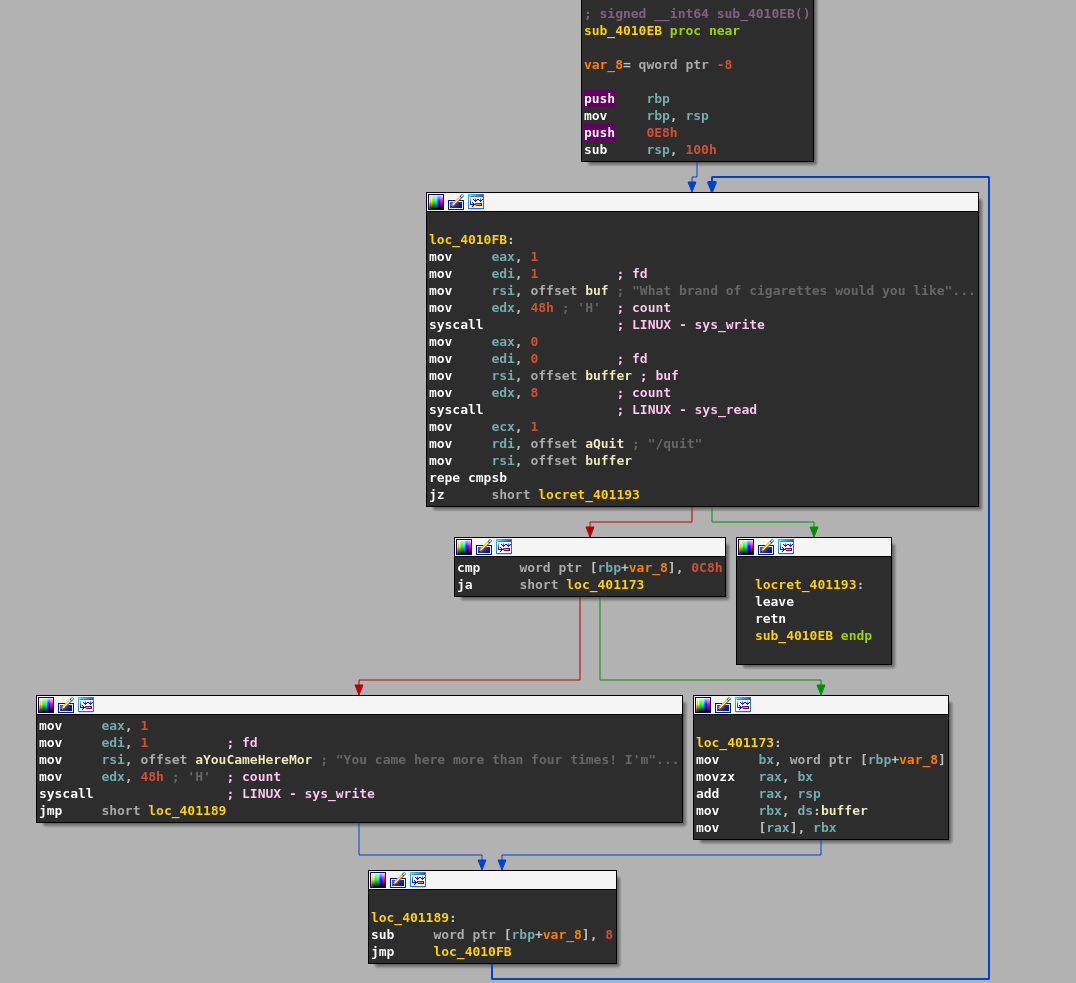 ; signed __int64 sub_4010EB()
sub_4010EB proc near
var_8= qword ptr -8
push rbp
mov rbp, rsp
push 0E8h
sub rsp, 100h
loc_4010FB:
mov eax, 1
mov edi, 1 ; fd
mov rsi, offset buf ; "What brand of cigarettes would you like"...
mov edx, 48h ; 'H' ; count
syscall ; LINUX - sys_write
mov eax, 0
mov edi, 0 ; fd
mov rsi, offset buffer ; buf
mov edx, 8 ; count
syscall ; LINUX - sys_read
mov ecx, 1
mov rdi, offset aQuit ; "/quit"
mov rsi, offset buffer
repe cmpsb
jz short locret_401193
cmp word ptr [rbp+var_8], 0C8h
ja short loc_401173
locret_401193:
leave
retn
sub_4010EB endp
mov eax, 1
mov edi, 1 ; fd
mov rsi, offset aYouCameHereMor ; "You came here more than four times! I'm"...
mov edx, 48h ; 'H' ; count
syscall ; LINUX - sys_write
jmp short loc_401189
loc_401173:
mov bx, word ptr [rbp+var_8]
movzx rax, bx
add rax, rsp
mov rbx, ds:buffer
mov [rax], rbx
loc_401189:
sub word ptr [rbp+var_8], 8
jmp loc_4010FB